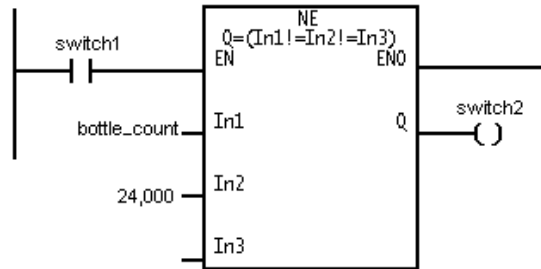 NE
Q=(In1!=In2!=In3)
switch1
EN ENO
switch2
bottle_count In1 Q
24,000 In2
In3